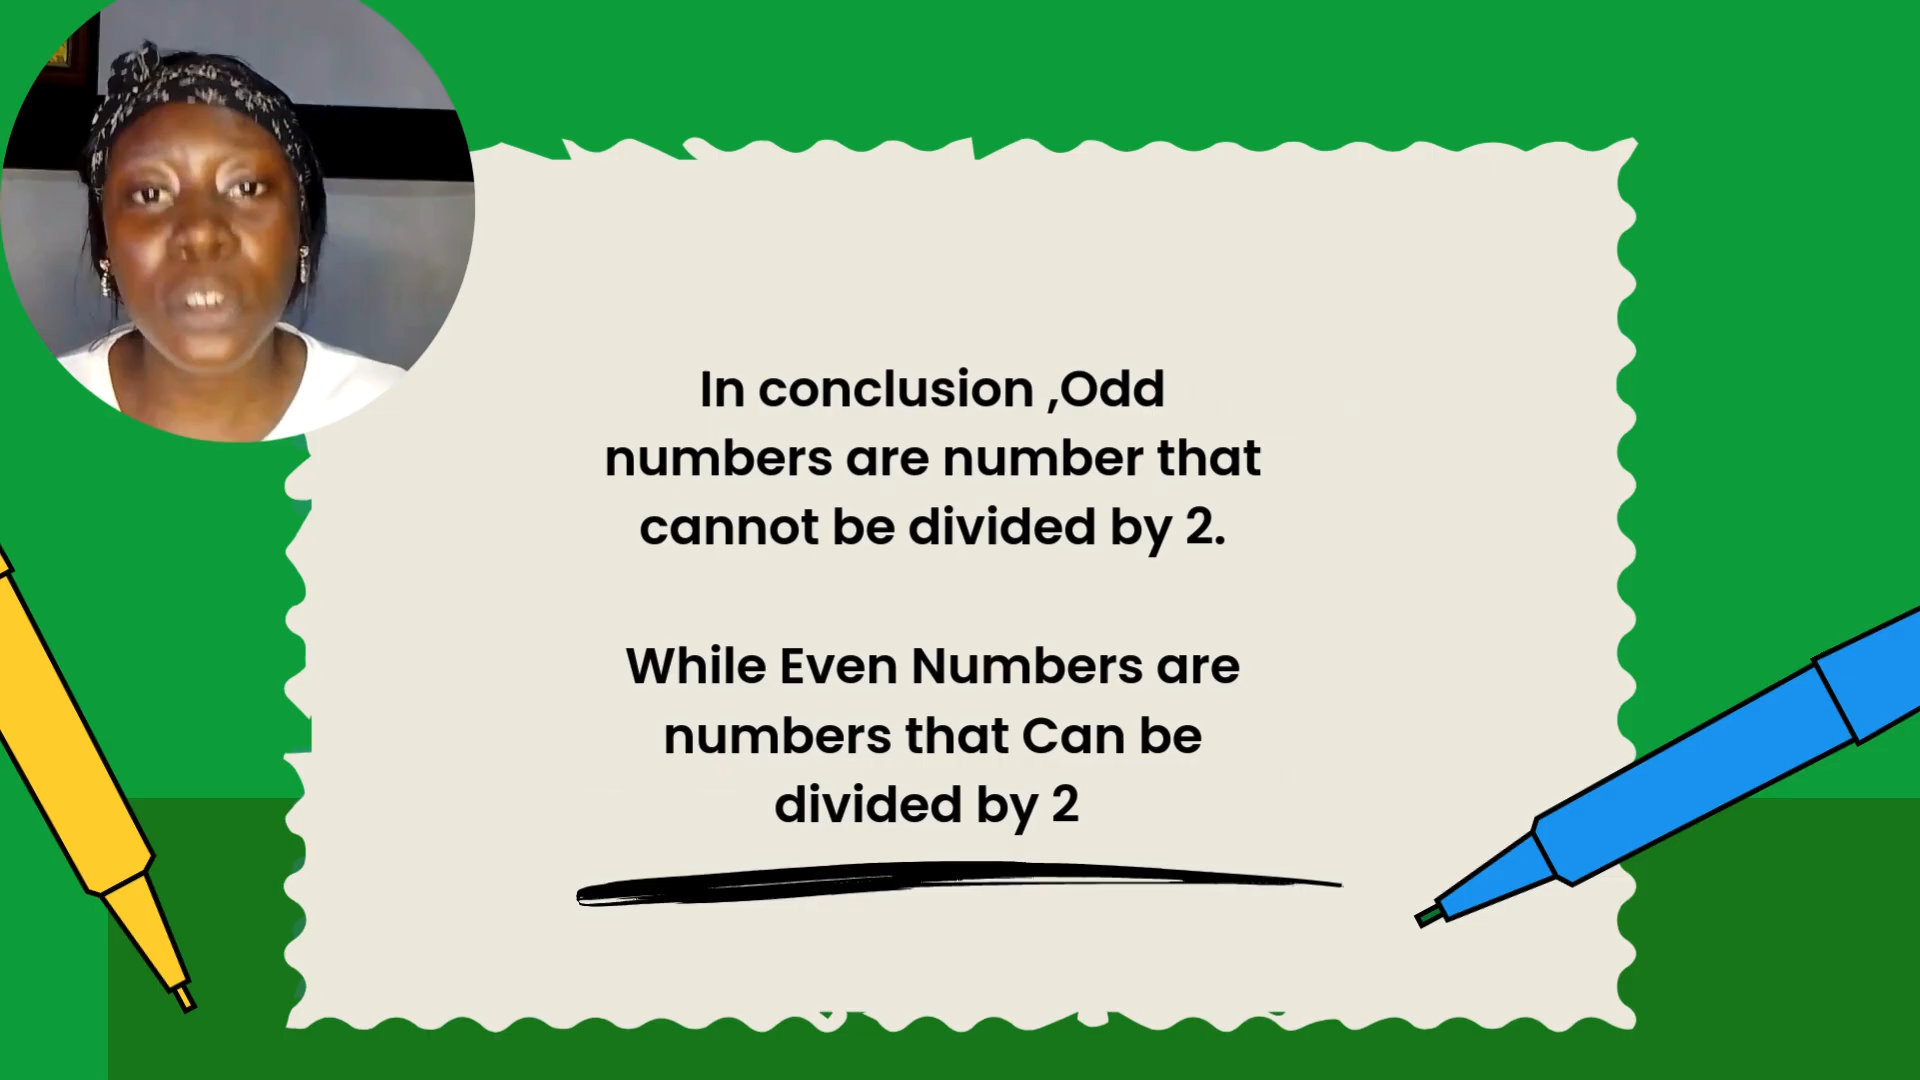 In conclusion ,Odd
numbers are number that
cannot be divided by 2.
While Even Numbers are
numbers that Can be
divided by 2